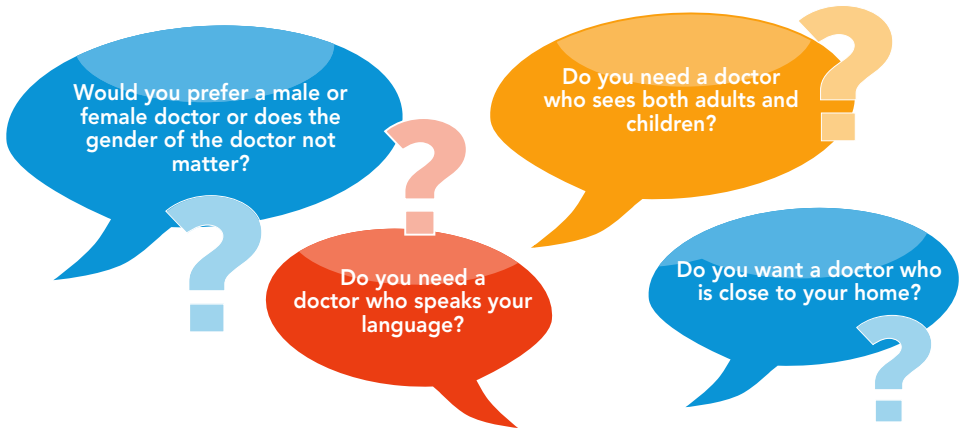 Would you prefer a male or
female doctor or does the
gender of the doctor not
matter?
?
Do you need a doctor
who sees both adults and
children?
?
Do you need a
doctor who speaks your
language?
?
Do you want a doctor who
is close to your home?
?